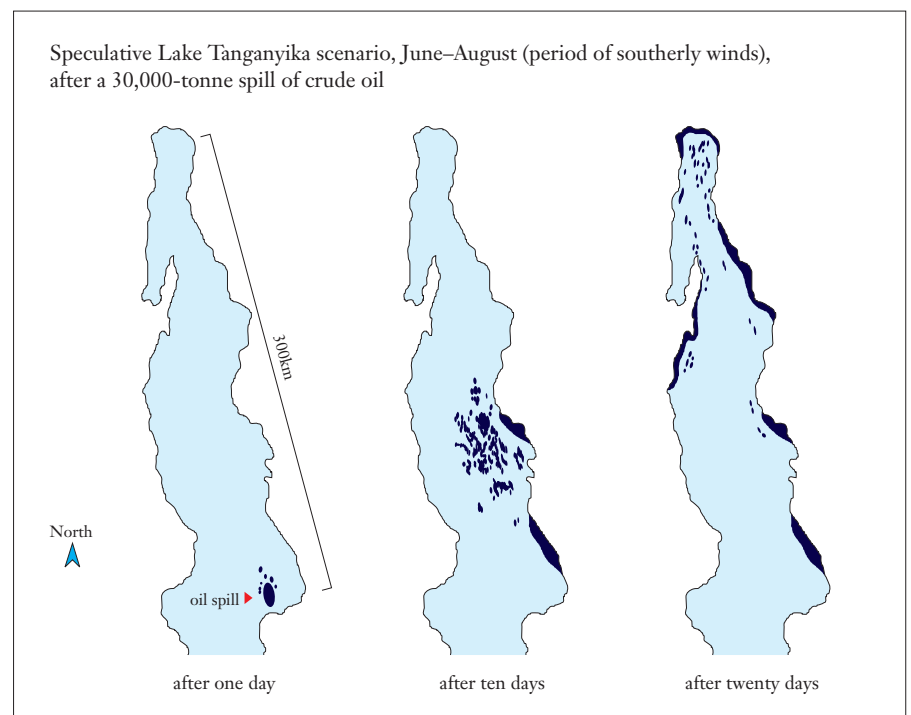 Speculative Lake Tanganyika scenario, June–August (period of southerly winds),
after a 30,000-tonne spill of crude oil
300km
North
oil spill
after one day
after ten days
after twenty days